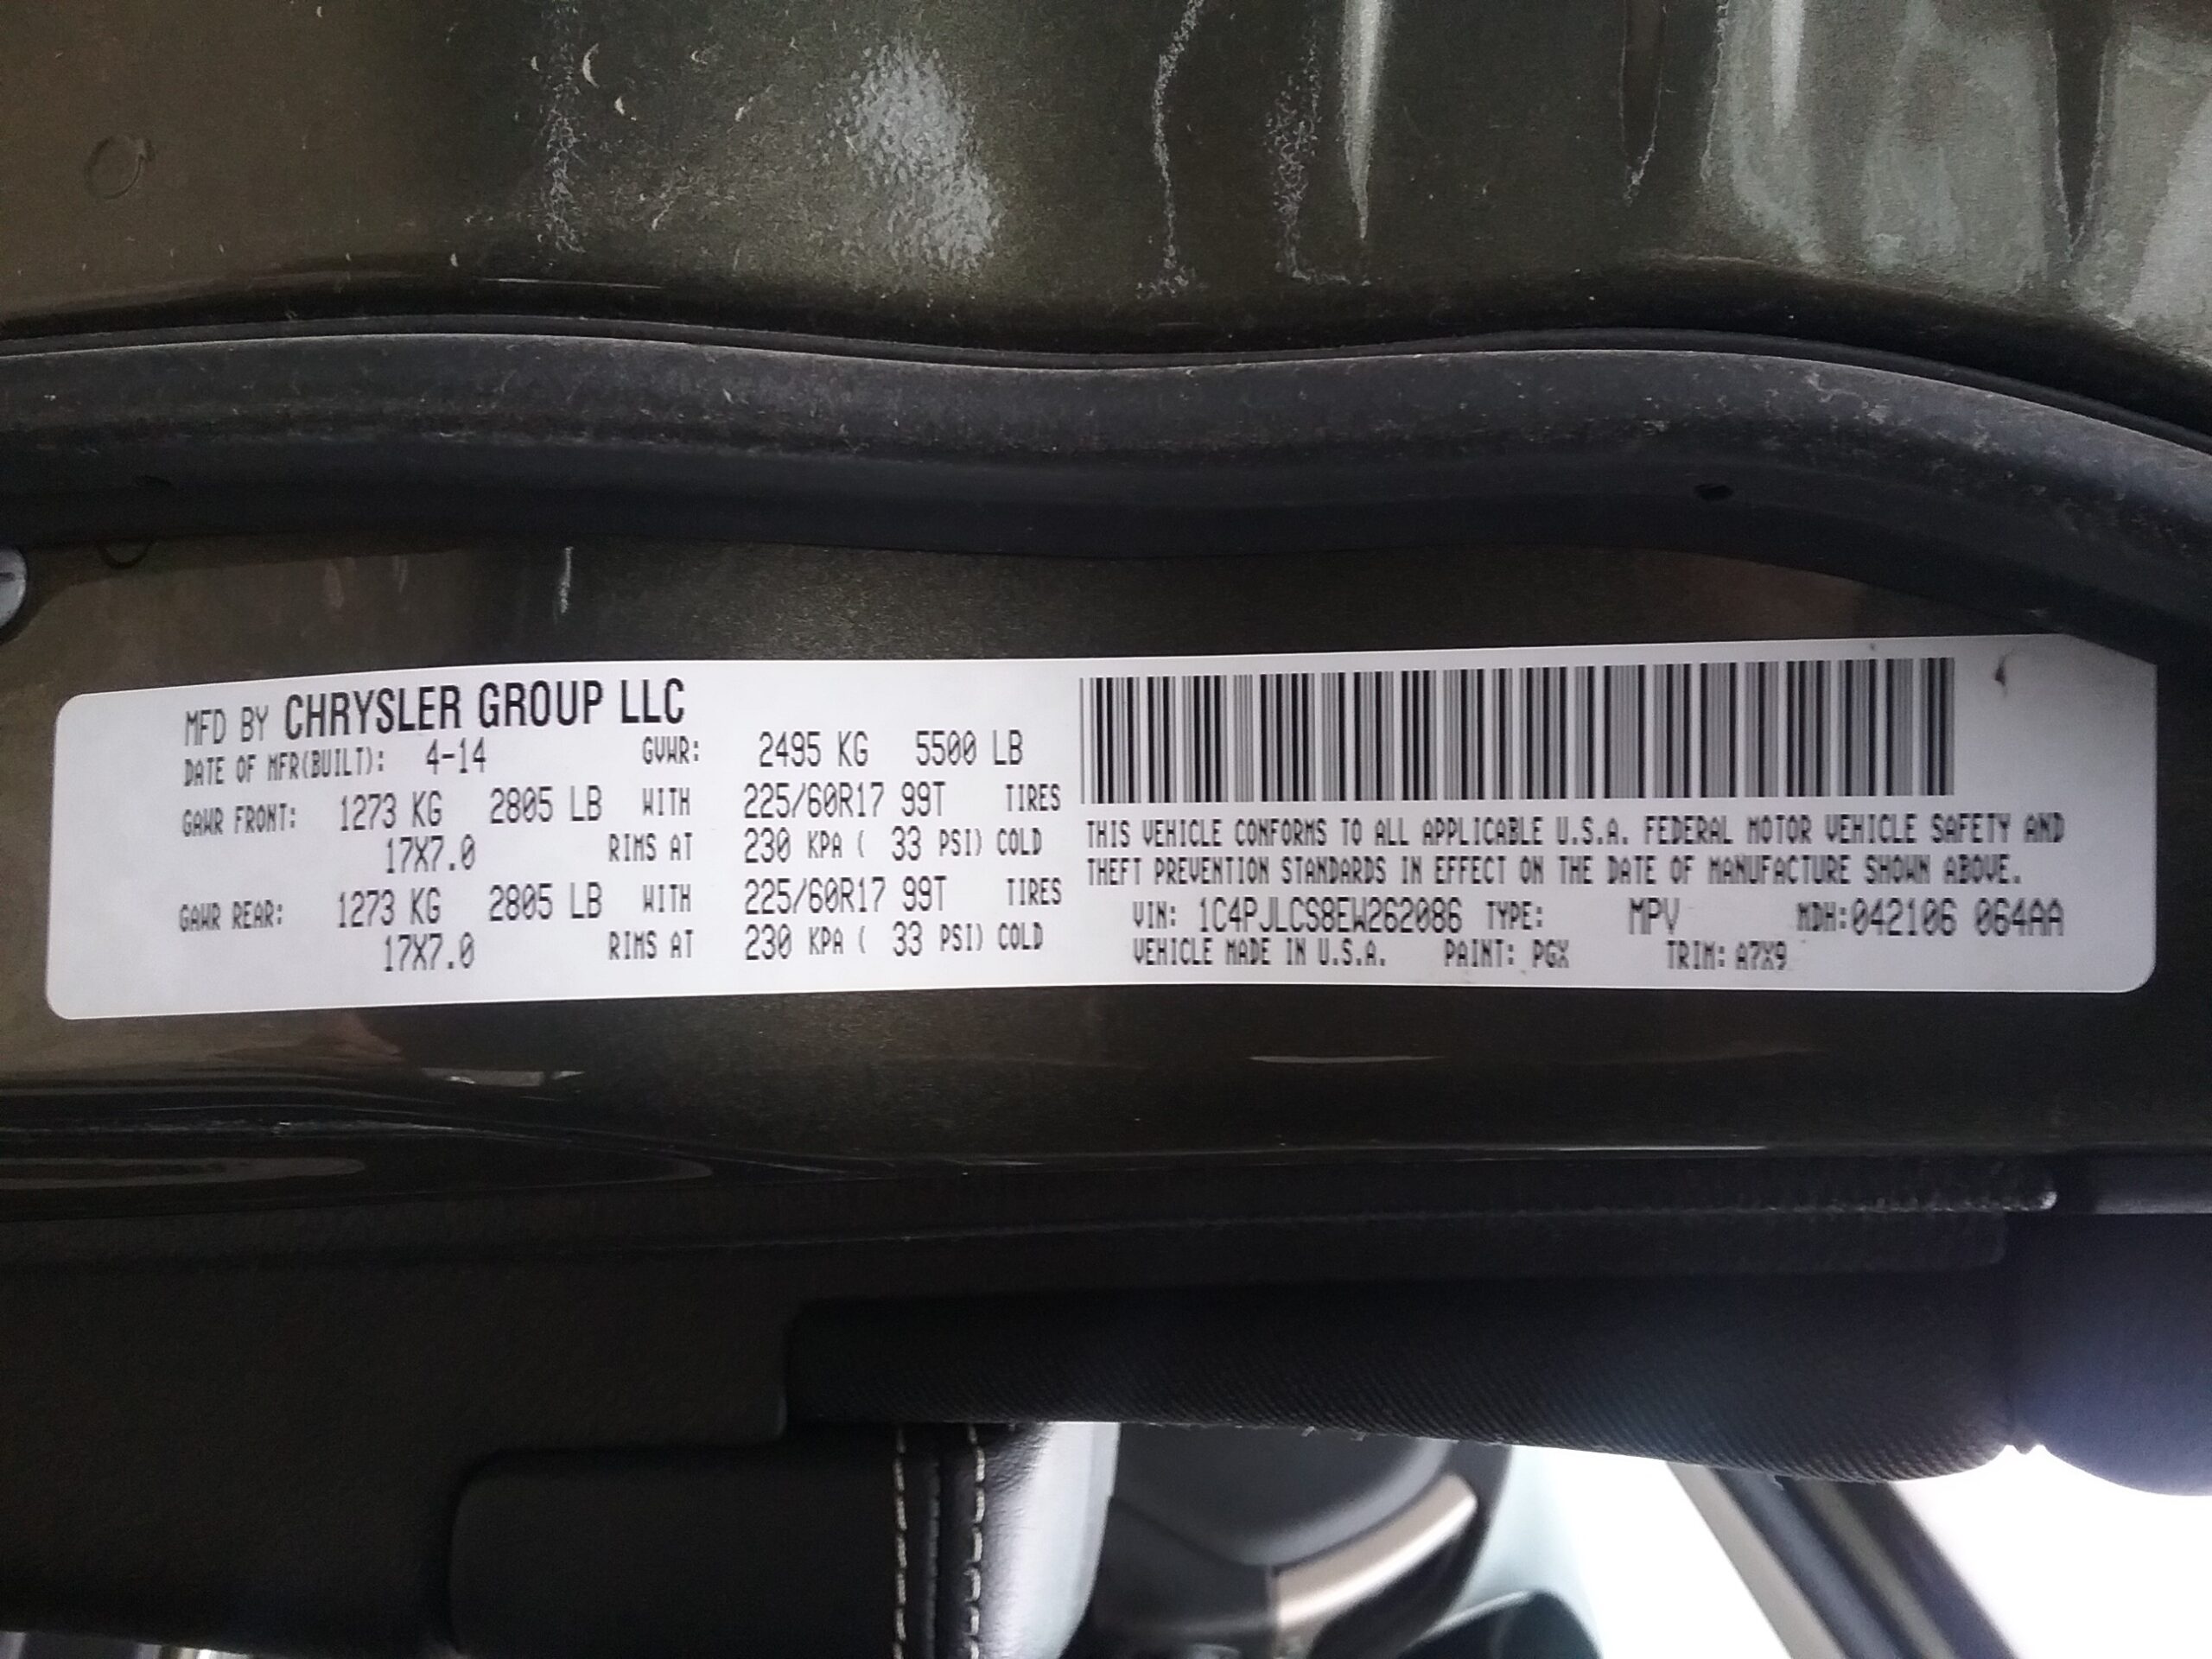 MFD BY CHRYSLER GROUP LLC
DATE OF MFR(BUILT): 4-14 GVWR: 2495 KG 5500 LB
GAWR FRONT: 1273 KG 2805 LB WITH 225/60R17 99T TIRES
17X7.0 RIMS AT 230 KPA ( 33 PSI) COLD
GAWR REAR: 1273 KG 2805 LB WITH 225/60R17 99T TIRES
17X7.0 RIMS AT 230 KPA ( 33 PSI) COLD
THIS VEHICLE CONFORMS TO ALL APPLICABLE U.S.A. FEDERAL MOTOR VEHICLE SAFETY AND
THEFT PREVENTION STANDARDS IN EFFECT ON THE DATE OF MANUFACTURE SHOWN ABOVE.
VIN: 1C4PJLCS8EW262086 TYPE: MPV MDH:042106 064AA
VEHICLE MADE IN U.S.A. PAINT: PGX TRIM: A7X9